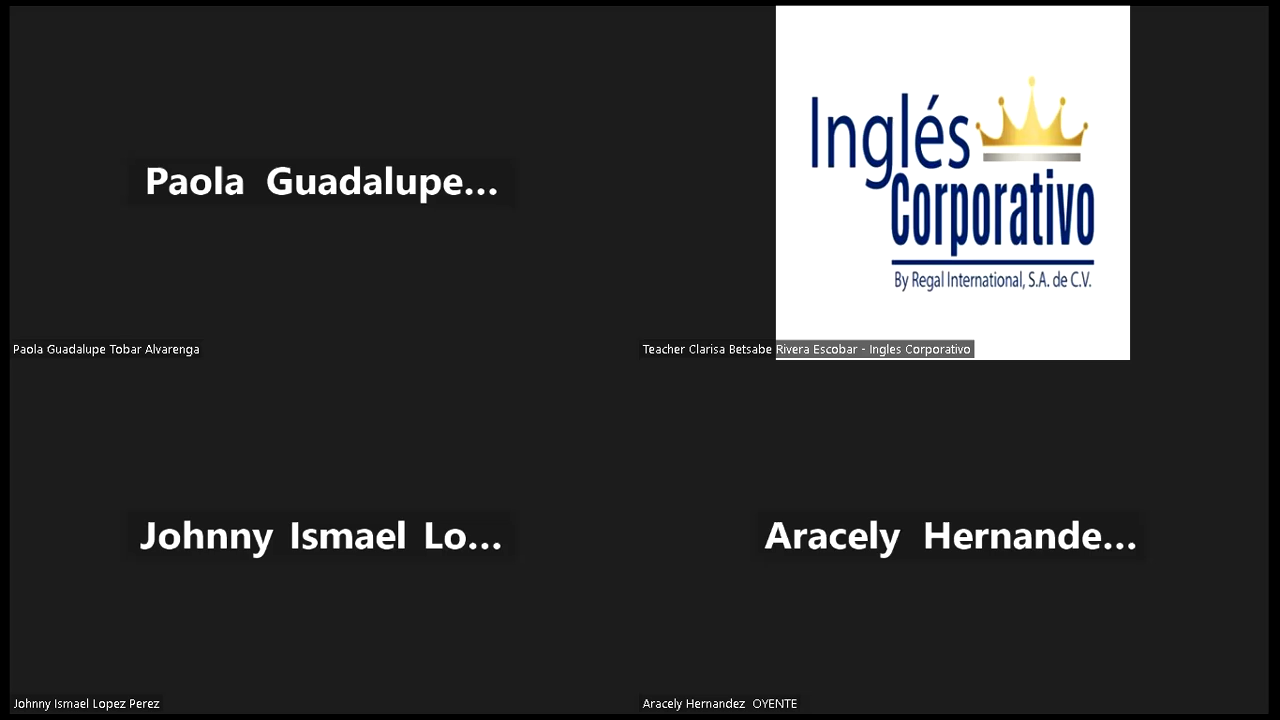 Paola Guadalupe...
Paola Guadalupe Tobar Alvarenga
Inglés
Corporativo
By Regal International, S.A. de C.V.
Teacher Clarisa Betsabe Rivera Escobar - Ingles Corporativo
Johnny Ismael Lo...
Johnny Ismael Lopez Perez
Aracely Hernande...
Aracely Hernandez OYENTE